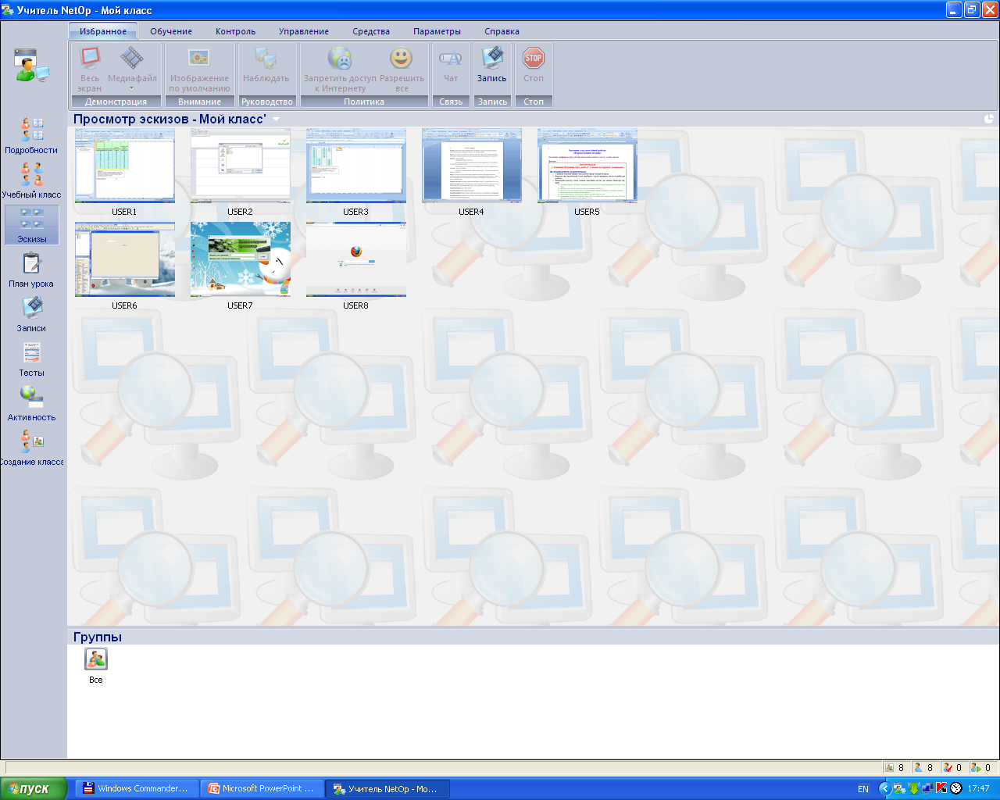 Учитель NetOp - Мой класс
Избранное Обучение Контроль Управление Средства Параметры Справка
Весь экран
Медиафайл
Демонстрация
Изображение по умолчанию
Внимание
Наблюдать
Руководство
Запретить доступ к Интернету
Разрешить все
Политика
Чат
Связь
Запись
Запись
STOP
Стоп
Стоп
Просмотр эскизов - Мой класс'
Подробности
Учебный класс
Эскизы
План урока
Записи
Тесты
Активность
Создание класса
USER1 USER2 USER3 USER4 USER5
USER6 USER7 USER8
Группы
Все
8 8 0 0
пуск Windows Commander... Microsoft PowerPoint ... Учитель NetOp - Мо... EN 17:47